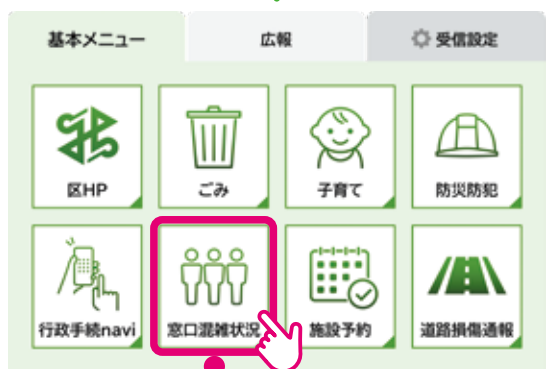 基本メニュー
広報
受信設定
区HP
ごみ
子育て
防災防犯
行政手続navi
窓口混雑状況
施設予約
道路損傷通報